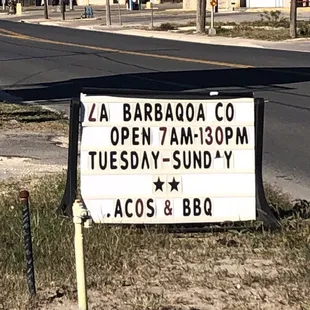 LA BARBAQOA CO
OPEN 7AM-130PM
TUESDAY-SUNDAY
★ ★
.ACOS & BBQ